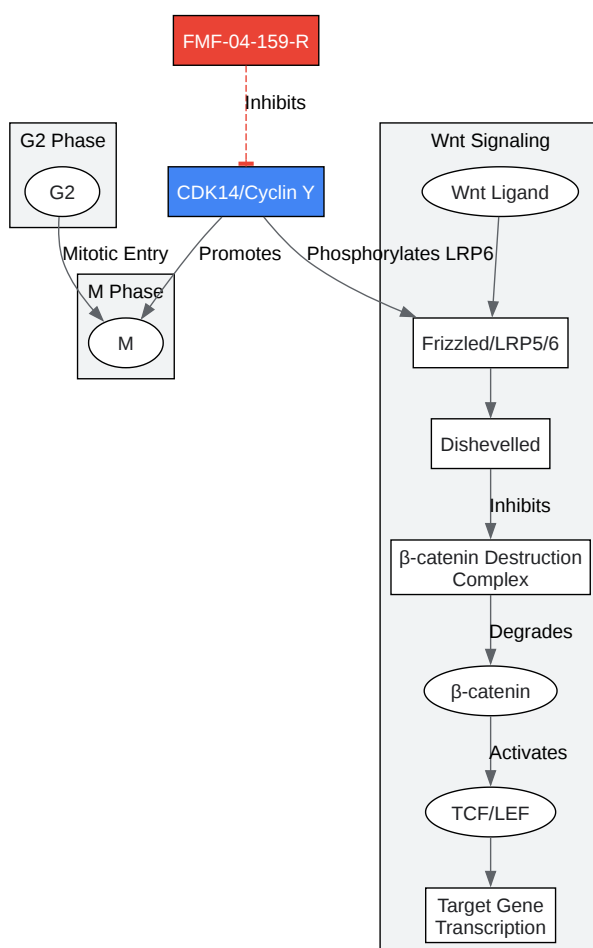 FMF-04-159-R
Inhibits
G2 Phase
Wnt Signaling
G2
CDK14/Cyclin Y
Wnt Ligand
Mitotic Entry
Promotes
Phosphorylates LRP6
M Phase
M
Frizzled/LRP5/6
Dishevelled
Inhibits
β-catenin Destruction
Complex
Degrades
β-catenin
Activates
TCF/LEF
Target Gene
Transcription